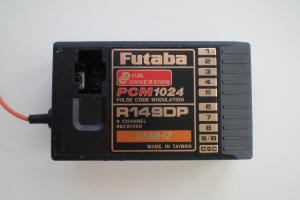 Futaba
DUAL
CONVERSION
PCM1024
PULSE CODE MODULATION
R149DP
9 CHANNEL
RECEIVER
35MHZ
MADE IN TAIWAN
1
2
3
4
5
6
7
8
9/B
DSC